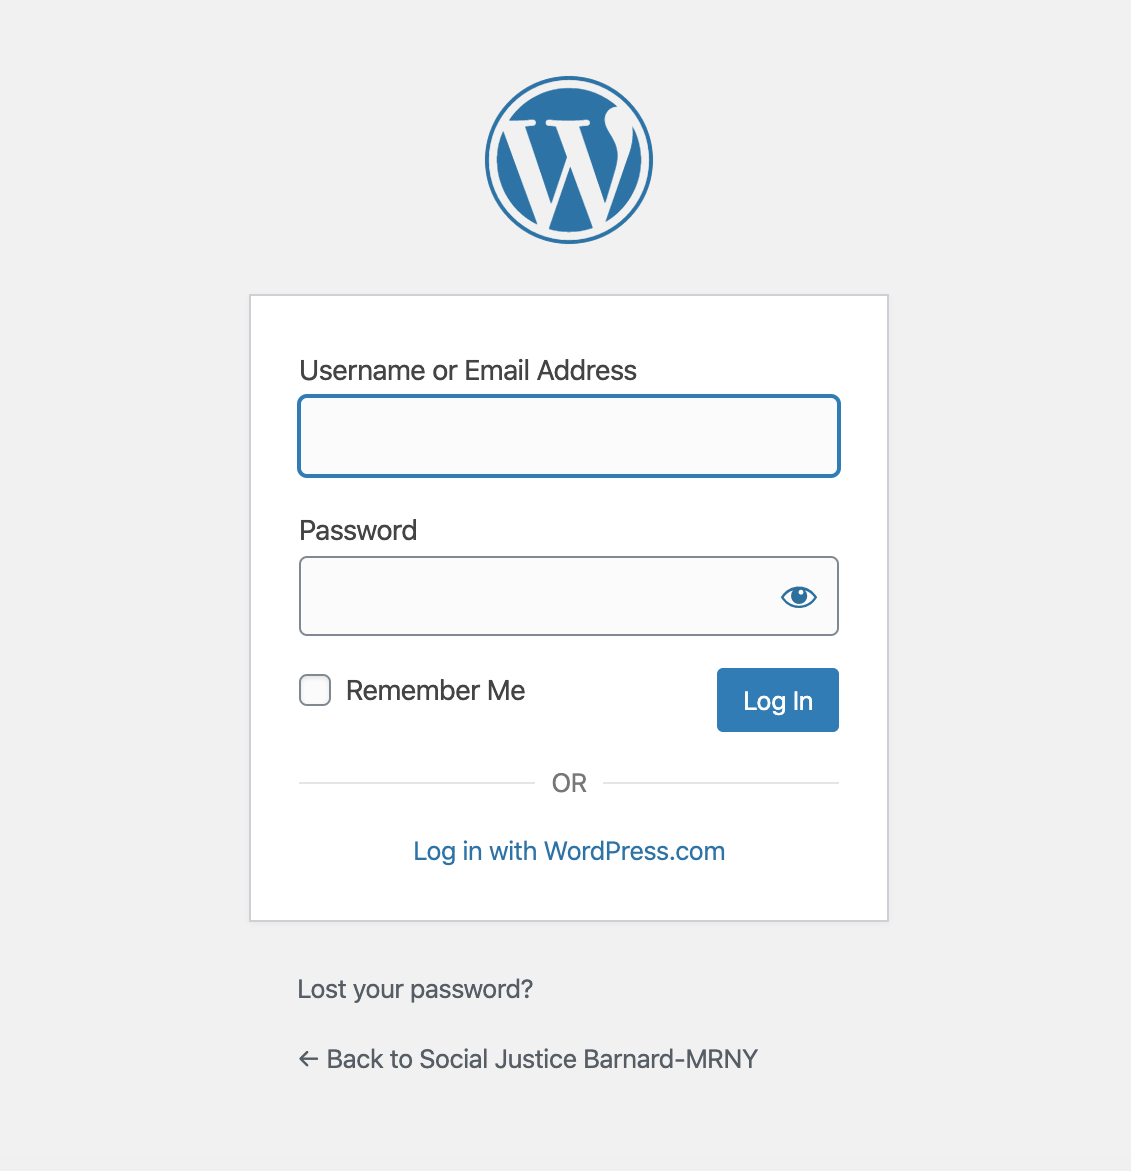 Username or Email Address
Password
Remember Me
Log In
OR
Log in with WordPress.com
Lost your password?
← Back to Social Justice Barnard-MRNY